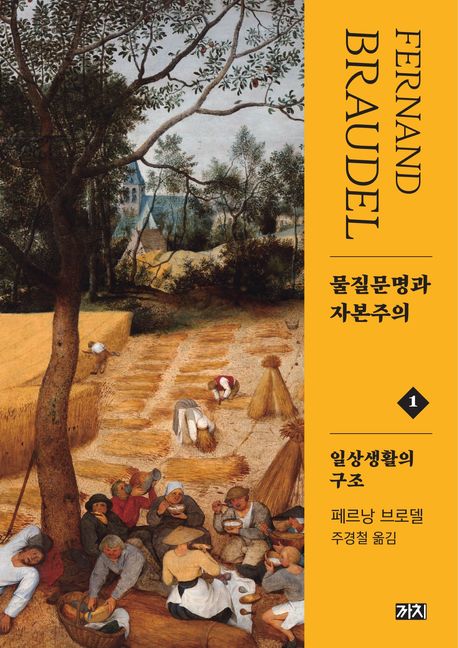 FERNAND
BRAUDEL
물질문명과
자본주의
1
일상생활의
구조
페르낭 브로델
주경철 옮김
까치